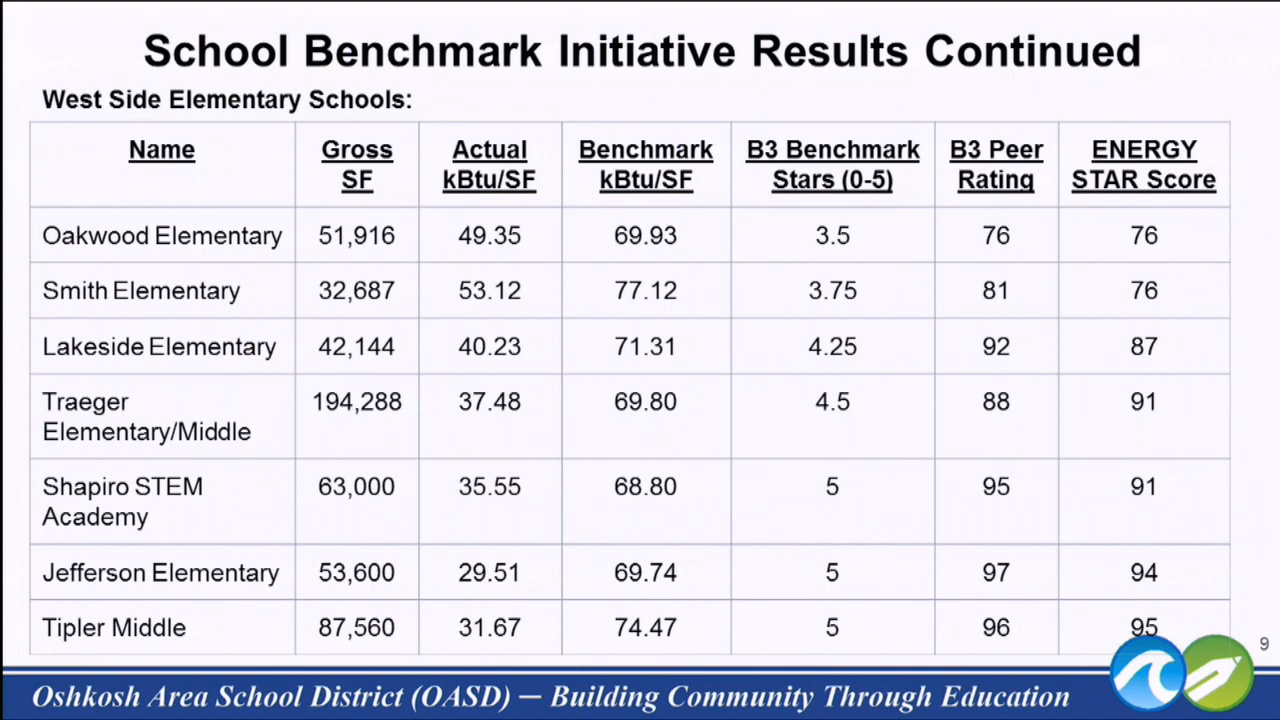 School Benchmark Initiative Results Continued
West Side Elementary Schools:
Name Gross SF Actual kBtu/SF Benchmark kBtu/SF B3 Benchmark Stars (0-5) B3 Peer Rating ENERGY STAR Score
Oakwood Elementary 51,916 49.35 69.93 3.5 76 76
Smith Elementary 32,687 53.12 77.12 3.75 81 76
Lakeside Elementary 42,144 40.23 71.31 4.25 92 87
Traeger Elementary/Middle 194,288 37.48 69.80 4.5 88 91
Shapiro STEM Academy 63,000 35.55 68.80 5 95 91
Jefferson Elementary 53,600 29.51 69.74 5 97 94
Tipler Middle 87,560 31.67 74.47 5 96 95
9
Oshkosh Area School District (OASD) — Building Community Through Education